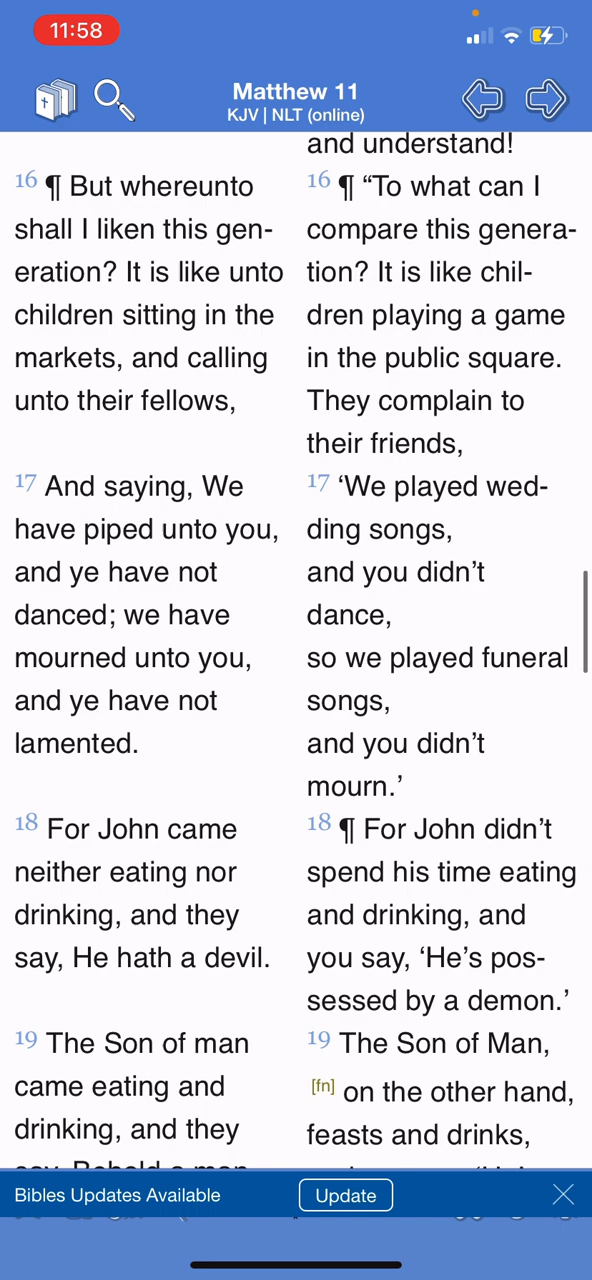 11:58
Matthew 11
KJV | NLT (online)
16 ¶ But whereunto
shall I liken this gen-
eration? It is like unto
children sitting in the
markets, and calling
unto their fellows,
17 And saying, We
have piped unto you,
and ye have not
danced; we have
mourned unto you,
and ye have not
lamented.
18 For John came
neither eating nor
drinking, and they
say, He hath a devil.
19 The Son of man
came eating and
drinking, and they
say, Behold a man
and understand!
16 ¶ “To what can I
compare this genera-
tion? It is like chil-
dren playing a game
in the public square.
They complain to
their friends,
17 ‘We played wed-
ding songs,
and you didn’t
dance,
so we played funeral
songs,
and you didn’t
mourn.’
18 ¶ For John didn’t
spend his time eating
and drinking, and
you say, ‘He’s pos-
sessed by a demon.’
19 The Son of Man,
[fn] on the other hand,
feasts and drinks,
Bibles Updates Available
Update